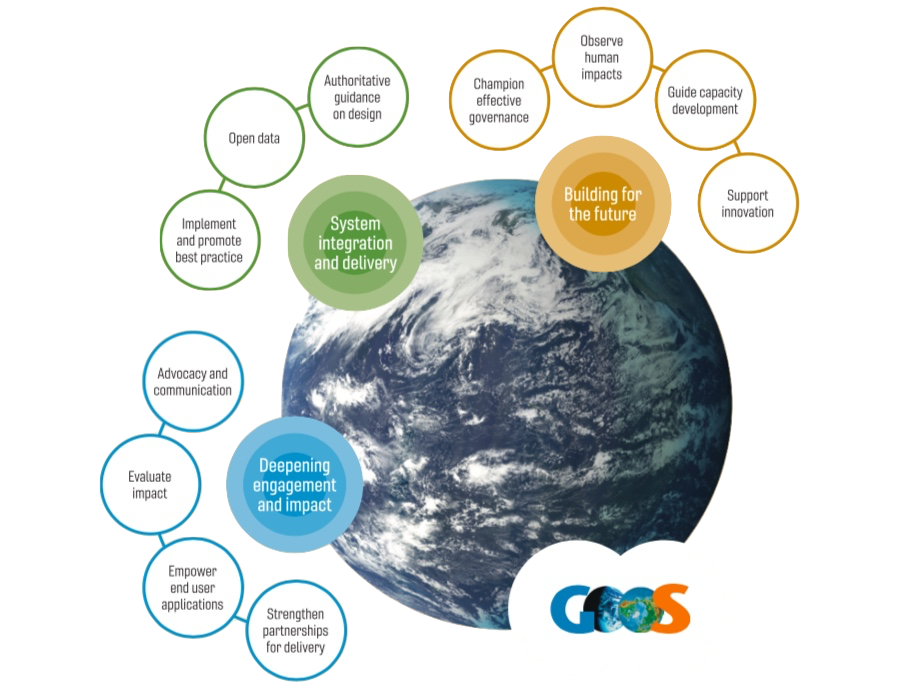 Authoritative
guidance
on design
Open data
Implement
and promote
best practice
System
integration
and delivery
Champion
effective
governance
Observe
human
impacts
Guide capacity
development
Support
innovation
Building for
the future
Advocacy and
communication
Evaluate
impact
Empower
end user
applications
Strengthen
partnerships
for delivery
Deepening
engagement
and impact
GOOS